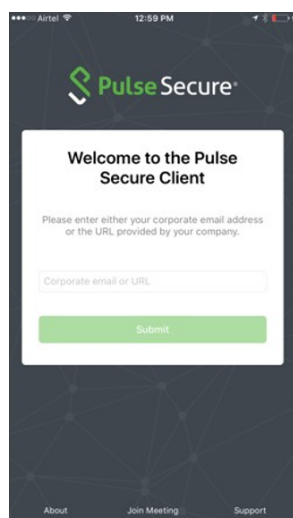 Airtel 12:59 PM
Pulse Secure®
Welcome to the Pulse
Secure Client
Please enter either your corporate email address
or the URL provided by your company.
Corporate email or URL
Submit
About Join Meeting Support